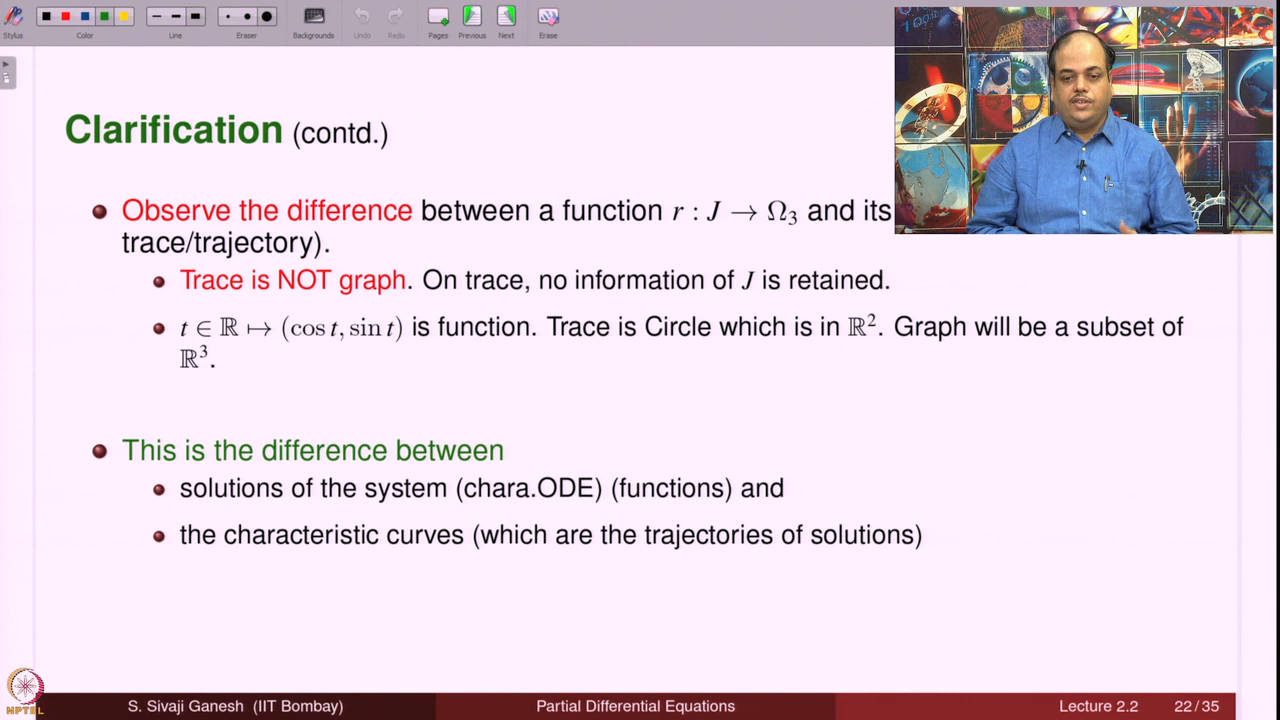 Stylus
Color
Line
Eraser
Backgrounds
Undo
Redo
Pages
Previous
Next
Erase
Clarification (contd.)
Observe the difference between a function r : J → Ω₃ and its
trace/trajectory).
Trace is NOT graph. On trace, no information of J is retained.
t ∈ ℝ ↦ (cos t, sin t) is function. Trace is Circle which is in ℝ². Graph will be a subset of
ℝ³.
This is the difference between
solutions of the system (chara.ODE) (functions) and
the characteristic curves (which are the trajectories of solutions)
NPTEL
S. Sivaji Ganesh (IIT Bombay)
Partial Differential Equations
Lecture 2.2
22/35